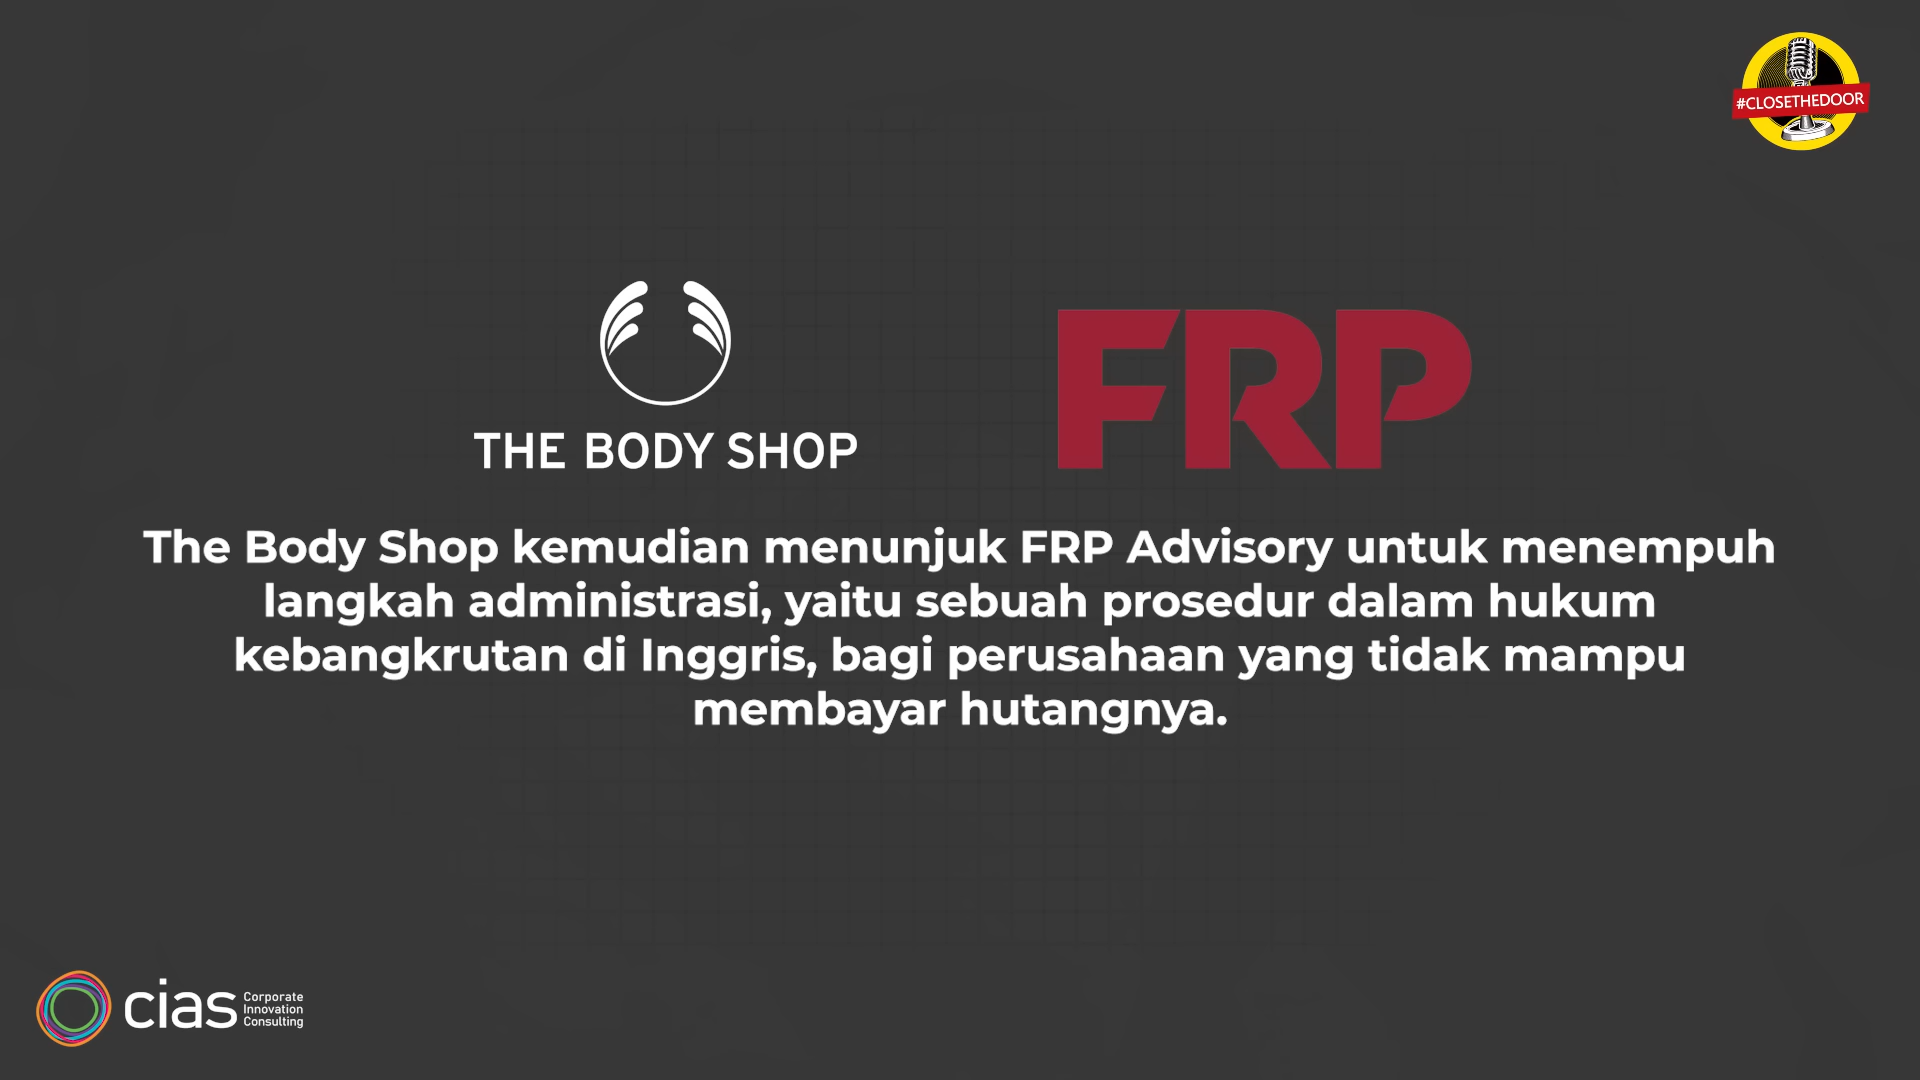 #CLOSETHEDOOR
THE BODY SHOP
FRP
The Body Shop kemudian menunjuk FRP Advisory untuk menempuh
langkah administrasi, yaitu sebuah prosedur dalam hukum
kebangkrutan di Inggris, bagi perusahaan yang tidak mampu
membayar hutangnya.
cias
Corporate
Innovation
Consulting